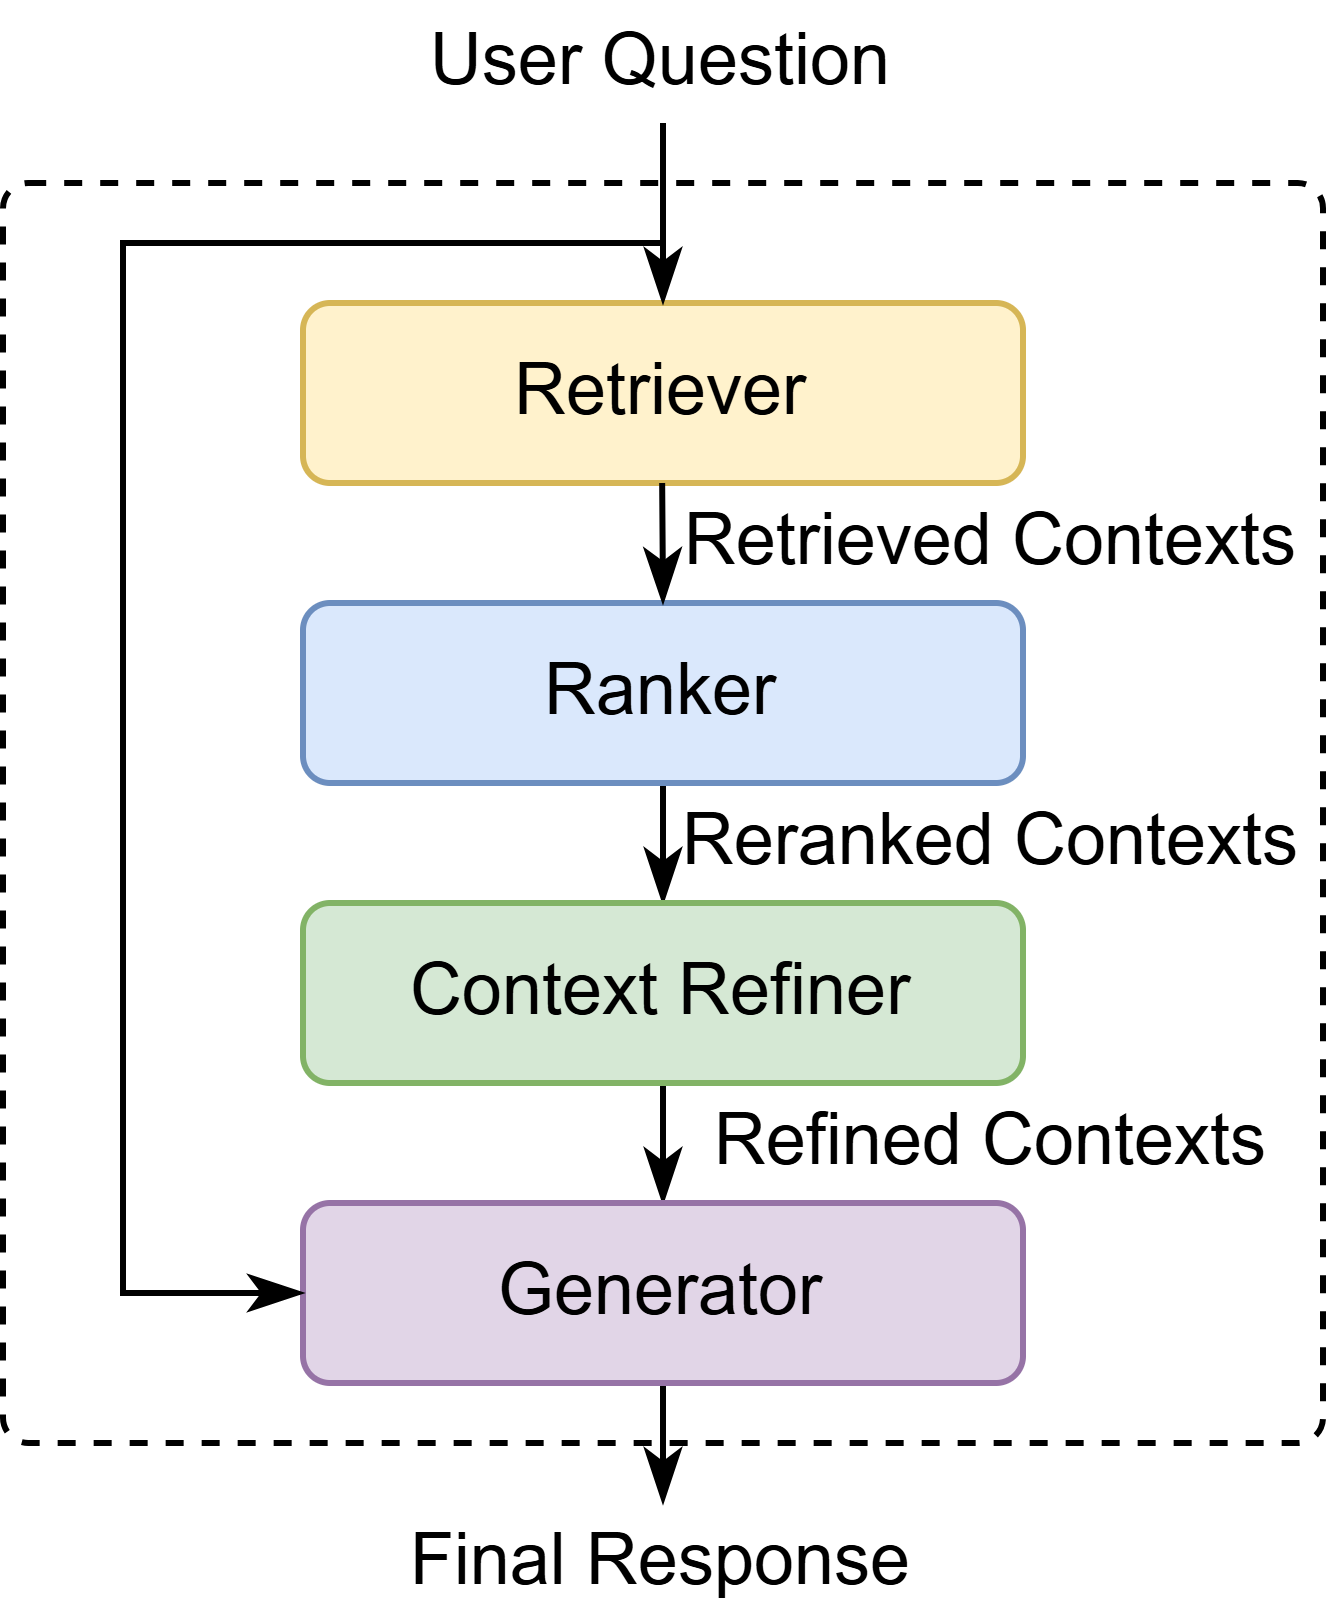 User Question
Retriever
Retrieved Contexts
Ranker
Reranked Contexts
Context Refiner
Refined Contexts
Generator
Final Response